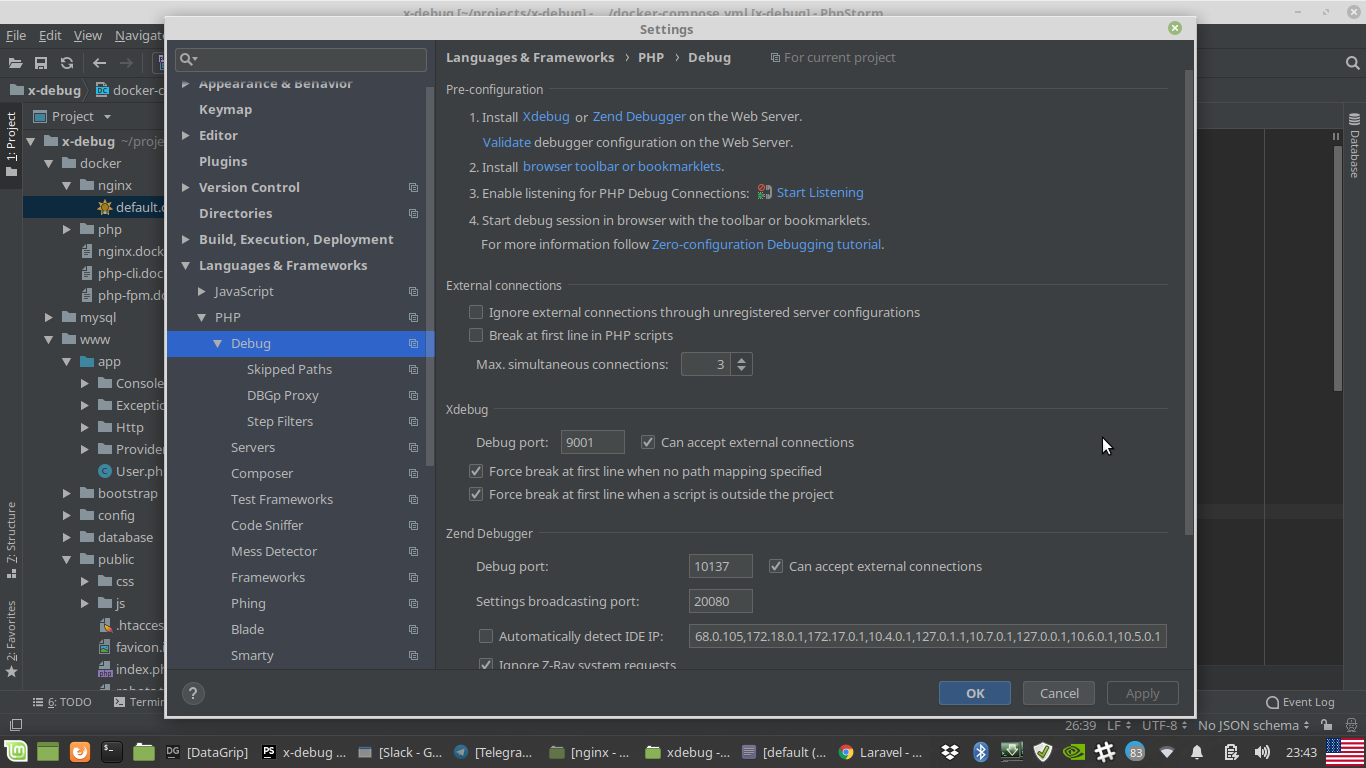 x-debug [~/projects/x-debug] - .../docker-compose.yml [x-debug] - PhpStorm
Settings
File Edit View Navigate
Languages & Frameworks › PHP › Debug For current project
x-debug docker-c
Appearance & Behavior
Keymap
Editor
Plugins
Version Control
Directories
Build, Execution, Deployment
Languages & Frameworks
JavaScript
PHP
Debug
Skipped Paths
DBGp Proxy
Step Filters
Servers
Composer
Test Frameworks
Code Sniffer
Mess Detector
Frameworks
Phing
Blade
Smarty
Pre-configuration
1. Install Xdebug or Zend Debugger on the Web Server.
Validate debugger configuration on the Web Server.
2. Install browser toolbar or bookmarklets.
3. Enable listening for PHP Debug Connections: Start Listening
4. Start debug session in browser with the toolbar or bookmarklets.
For more information follow Zero-configuration Debugging tutorial.
External connections
Ignore external connections through unregistered server configurations
Break at first line in PHP scripts
Max. simultaneous connections: 3
Xdebug
Debug port: 9001 Can accept external connections
Force break at first line when no path mapping specified
Force break at first line when a script is outside the project
Zend Debugger
Debug port: 10137 Can accept external connections
Settings broadcasting port: 20080
Automatically detect IDE IP: 68.0.105,172.18.0.1,172.17.0.1,10.4.0.1,127.0.1.1,10.7.0.1,127.0.0.1,10.6.0.1,10.5.0.1
Ignore Z-Ray system requests
? OK Cancel Apply
1: Project
7: Structure
2: Favorites
Project
x-debug ~/proje
docker
nginx
default.c
php
nginx.dock
php-cli.doc
php-fpm.do
mysql
www
app
Console
Exceptio
Http
Provider
User.ph
bootstrap
config
database
public
css
js
.htacces
favicon.i
index.ph
robots.t
Database
6: TODO Termin Event Log
26:39 LF UTF-8 No JSON schema
[DataGrip] x-debug ... [Slack - G... [Telegra... [nginx - ... xdebug -... [default (... Laravel - ... 83 23:43